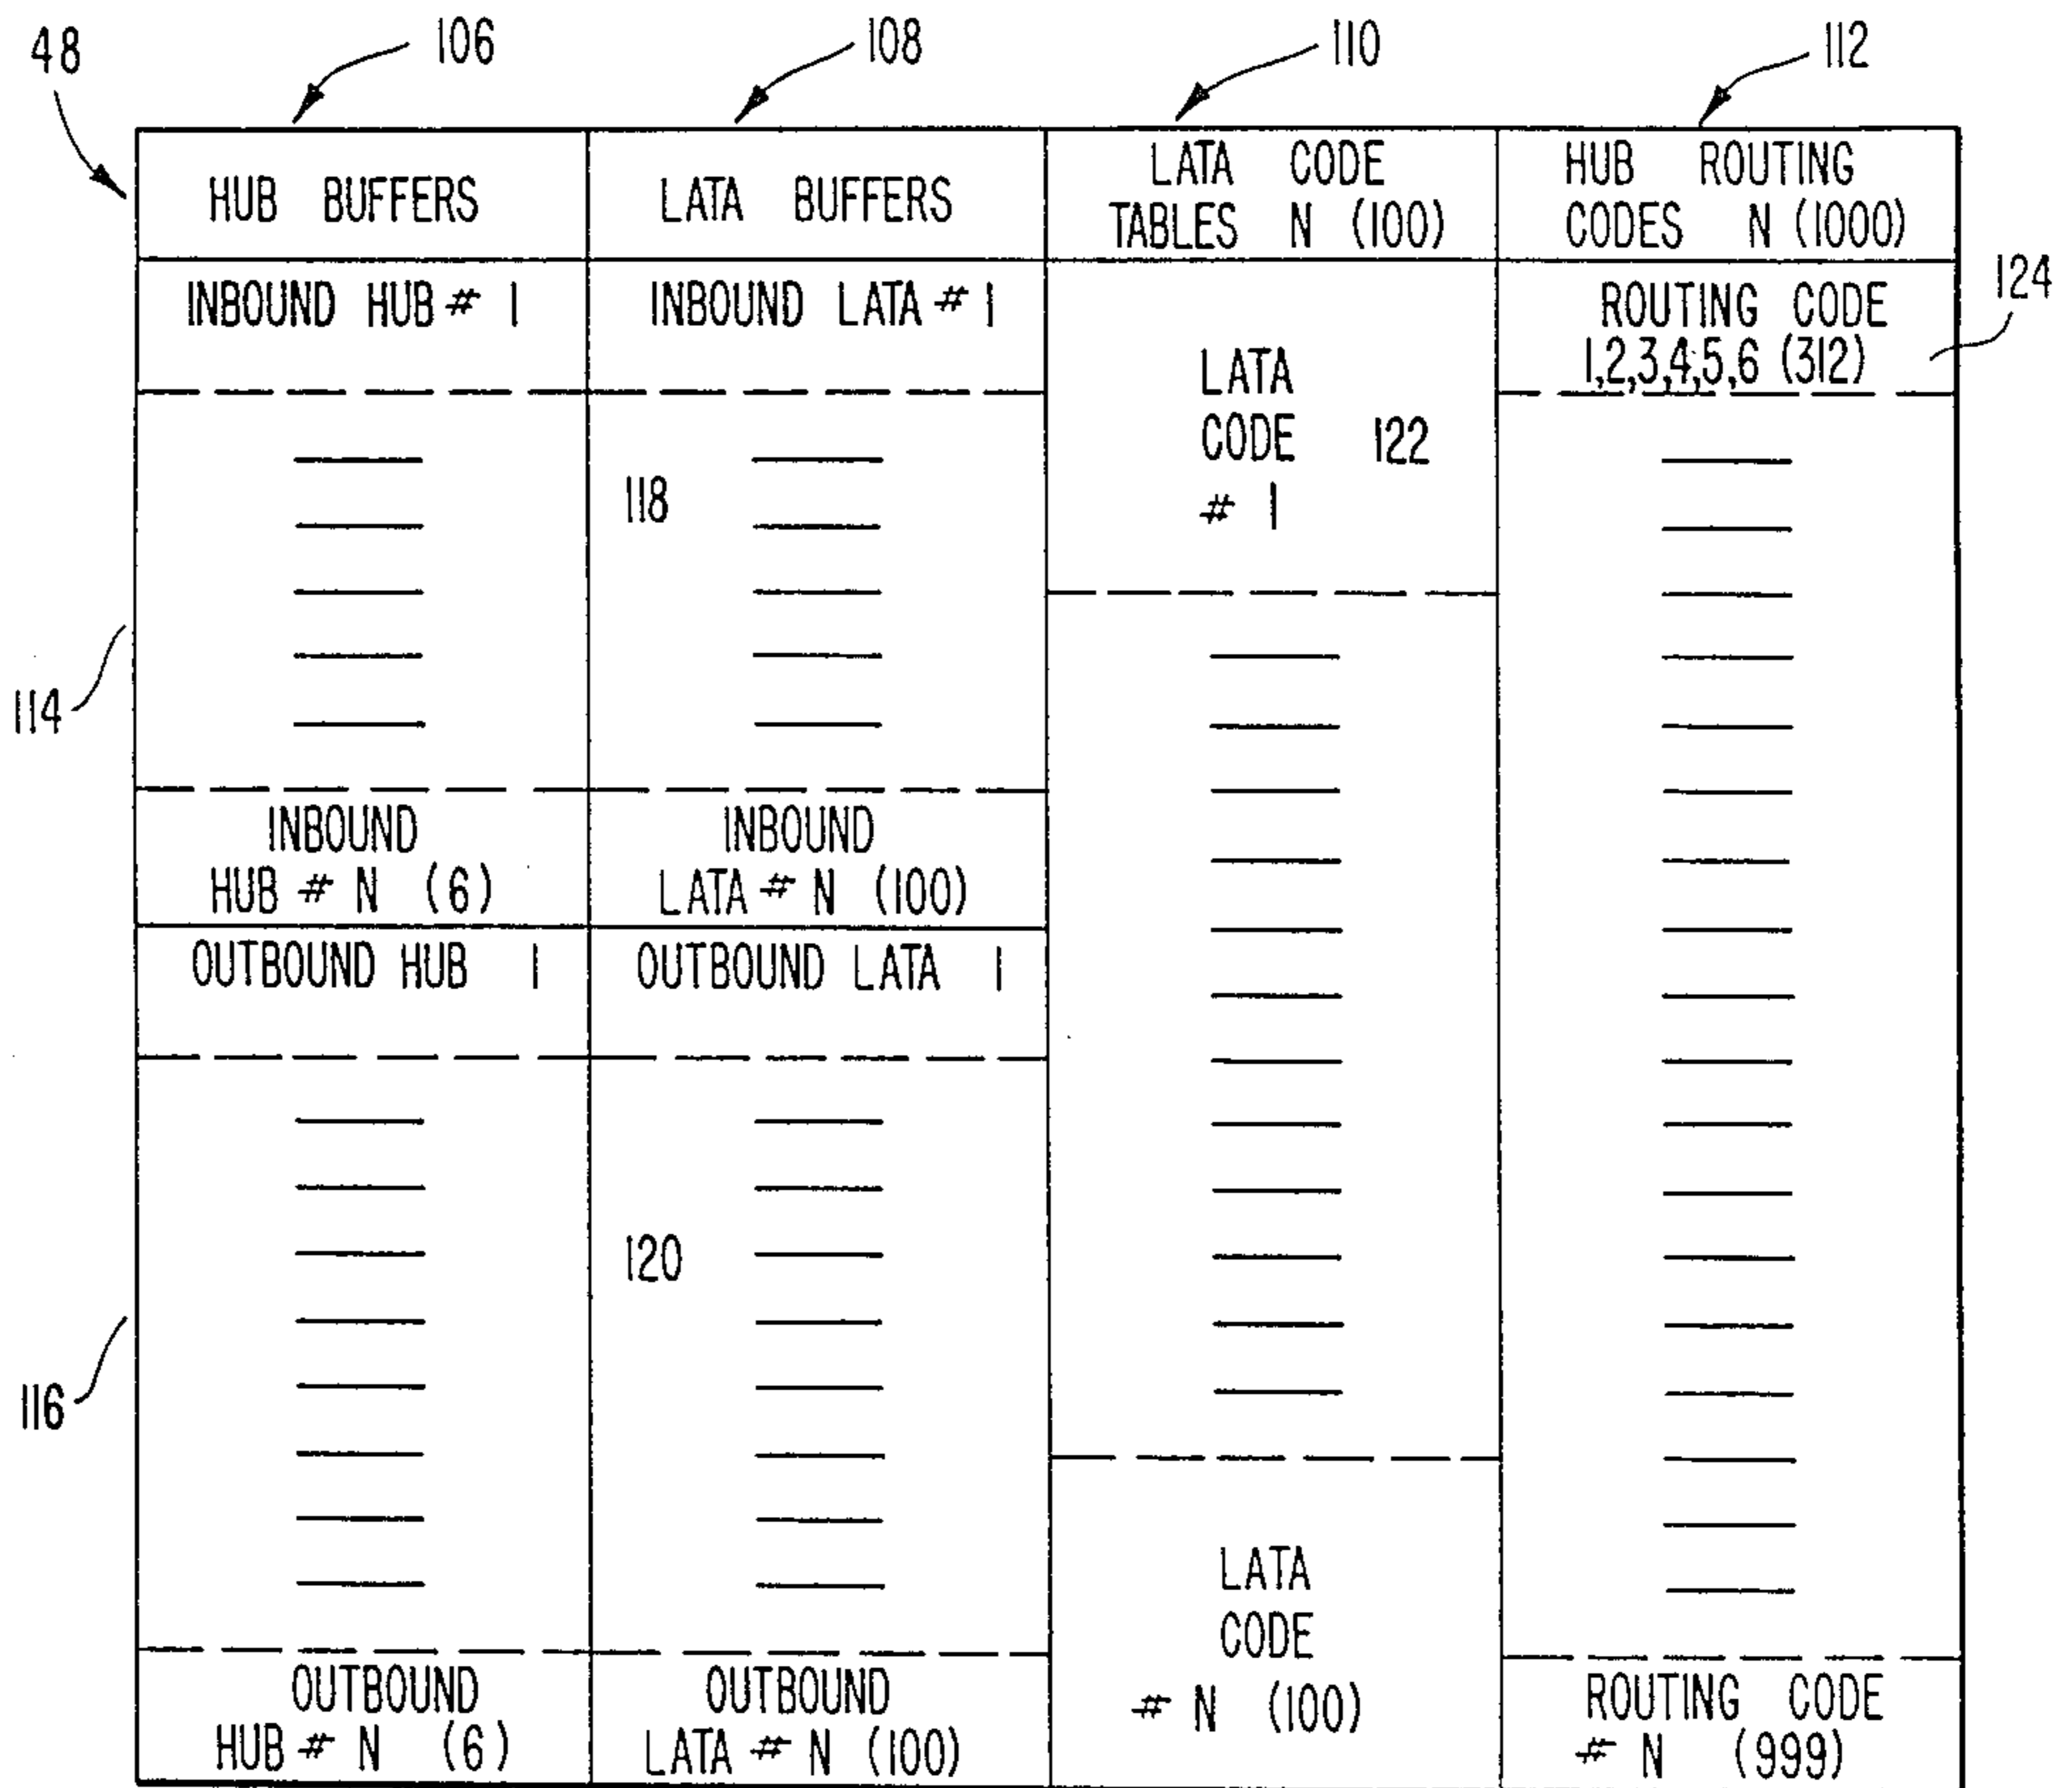 48
106
108
110
112
HUB BUFFERS
LATA BUFFERS
LATA CODE
TABLES N (100)
HUB ROUTING
CODES N (1000)
INBOUND HUB # 1
INBOUND LATA # 1
LATA
CODE 122
# 1
ROUTING CODE
1,2,3,4,5,6 (312)
124
118
114
INBOUND
HUB # N (6)
INBOUND
LATA # N (100)
OUTBOUND HUB 1
OUTBOUND LATA 1
120
116
OUTBOUND
HUB # N (6)
OUTBOUND
LATA # N (100)
LATA
CODE
# N (100)
ROUTING CODE
# N (999)